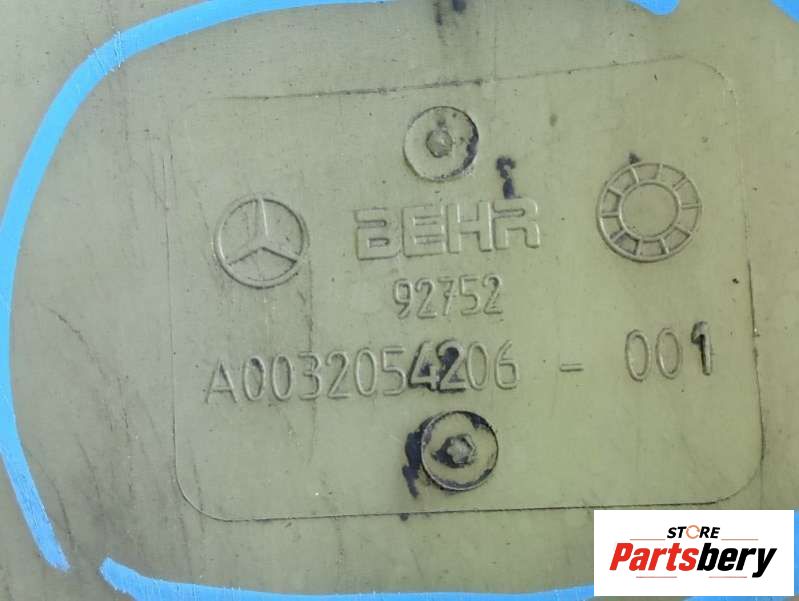 BEHR
92752
A0032054206 - 001
STORE
Partsbery